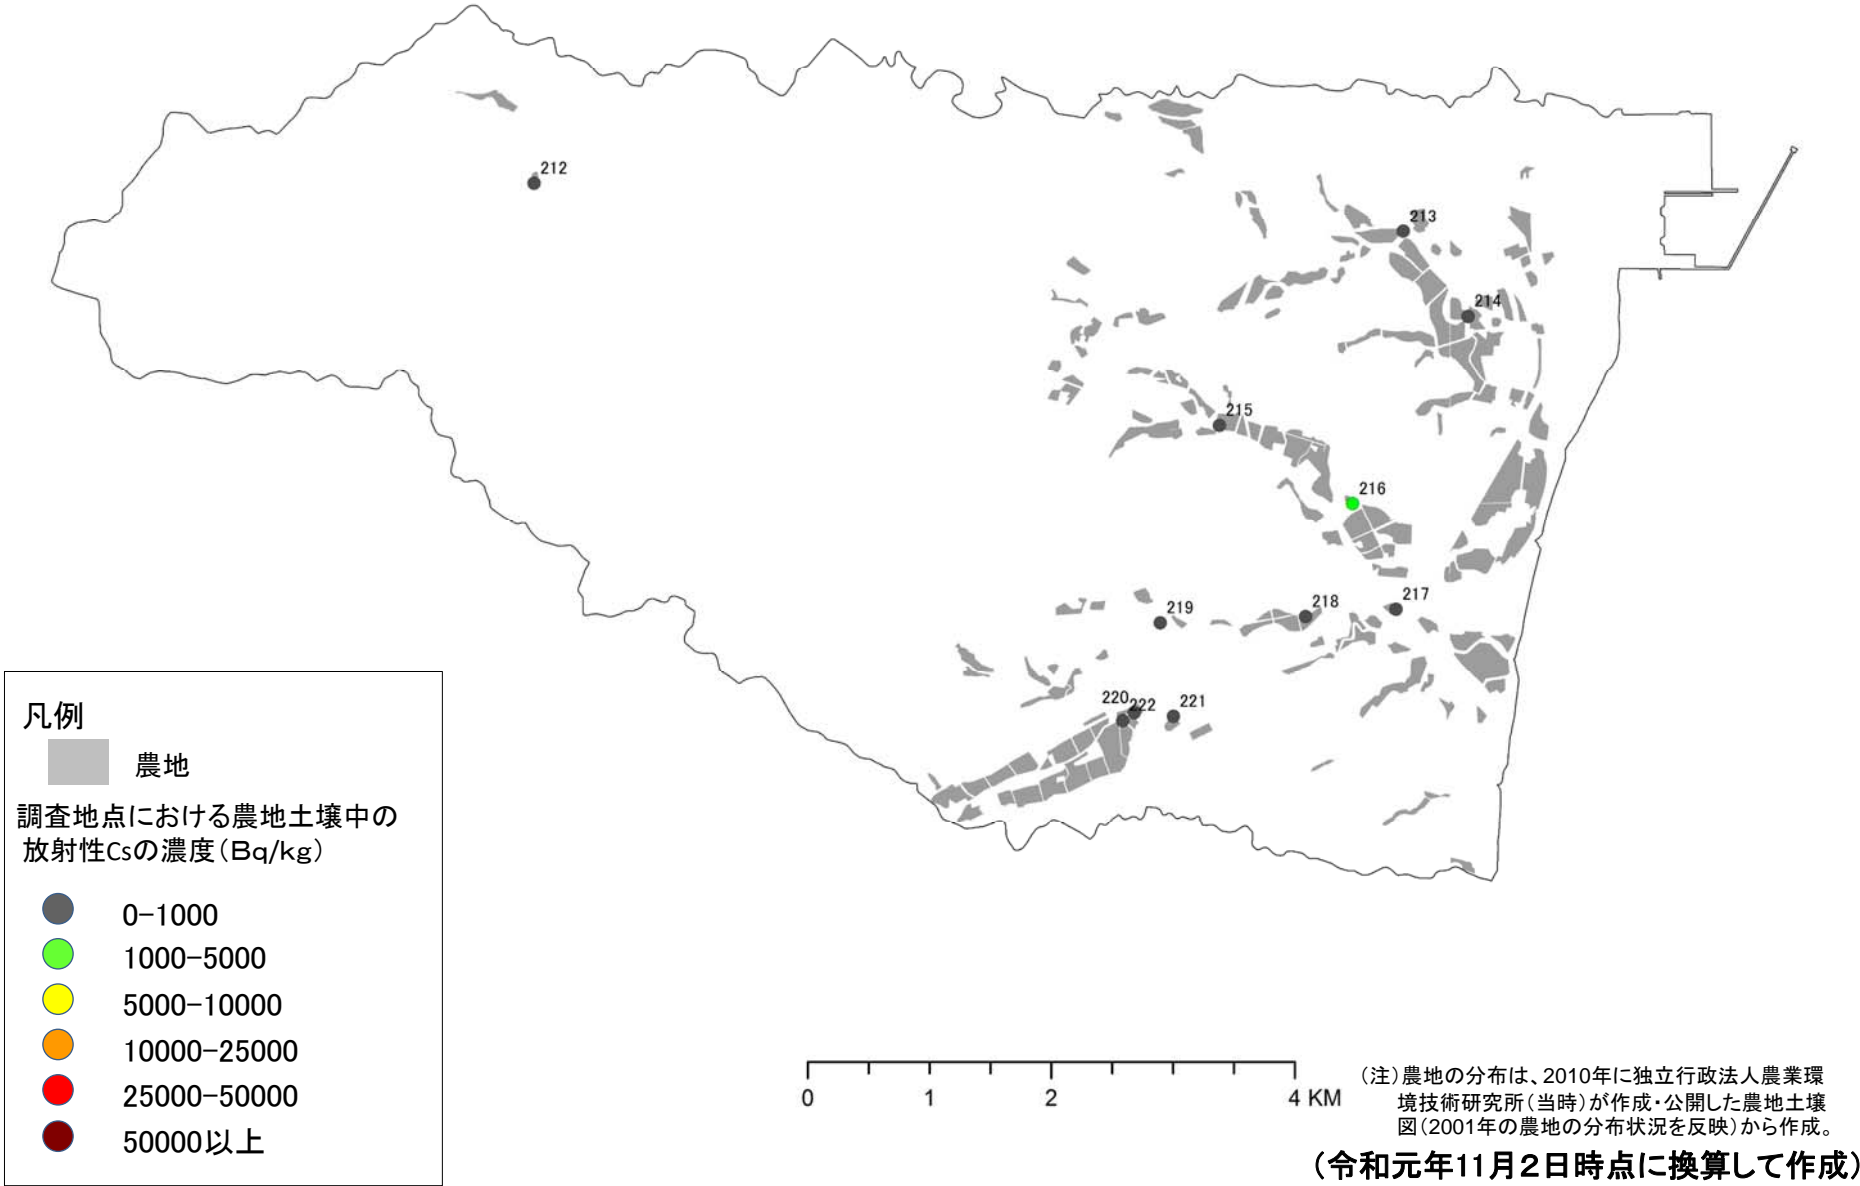 212
213
214
215
216
217
218
219
220
222
221
凡例
農地
調査地点における農地土壌中の
放射性Csの濃度（Bq/kg）
0-1000
1000-5000
5000-10000
10000-25000
25000-50000
50000以上
0 1 2 4 KM
（注）農地の分布は、2010年に独立行政法人農業環
境技術研究所（当時）が作成・公開した農地土壌
図（2001年の農地の分布状況を反映）から作成。
（令和元年11月２日時点に換算して作成）